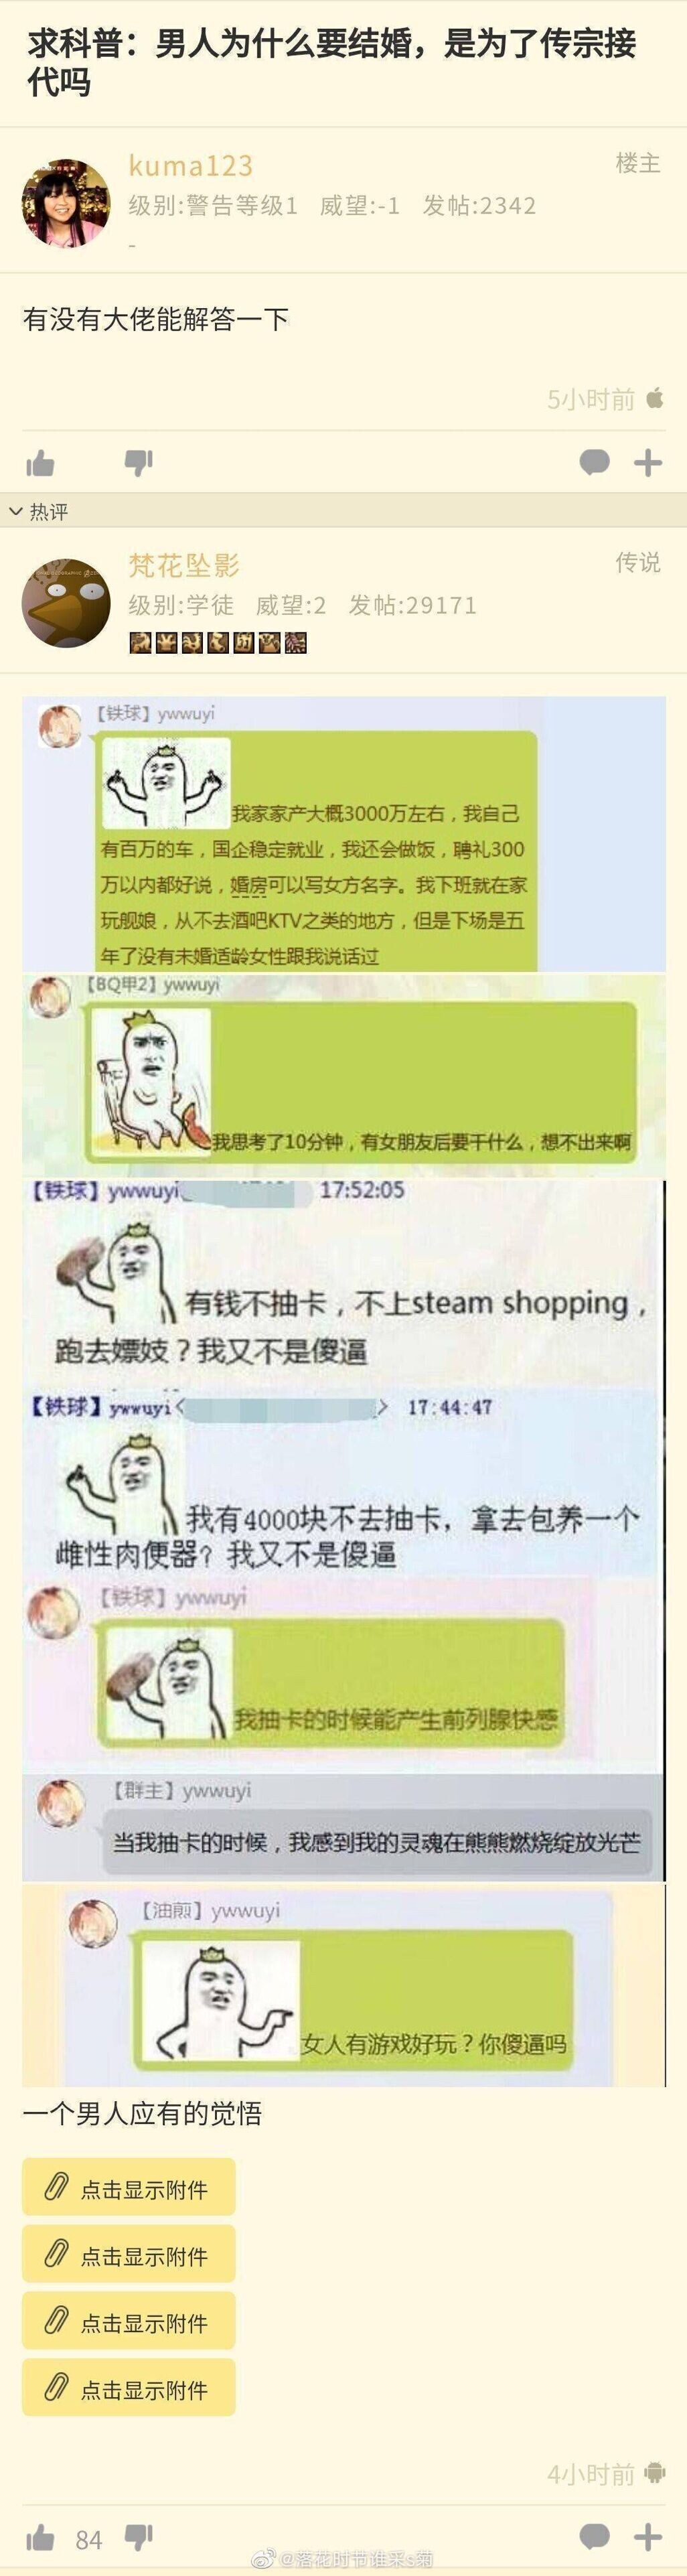 求科普：男人为什么要结婚，是为了传宗接
代吗
kuma123
楼主
级别:警告等级1 威望:-1 发帖:2342
-
有没有大佬能解答一下
5小时前
热评
梵花坠影
传说
级别:学徒 威望:2 发帖:29171
【铁球】ywwuyi
我家家产大概3000万左右，我自己
有百万的车，国企稳定就业，我还会做饭，聘礼300
万以内都好说，婚房可以写女方名字。我下班就在家
玩舰娘，从不去酒吧KTV之类的地方，但是下场是五
年了没有未婚适龄女性跟我说话过
【BQ甲2】ywwuyi
我思考了10分钟，有女朋友后要干什么，想不出来啊
【铁球】ywwuyi 17:52:05
有钱不抽卡，不上steam shopping，
跑去嫖妓？我又不是傻逼
【铁球】ywwuyi< > 17:44:47
我有4000块不去抽卡，拿去包养一个
雌性肉便器？我又不是傻逼
【铁球】ywwuyi
我抽卡的时候能产生前列腺快感
【群主】ywwuyi
当我抽卡的时候，我感到我的灵魂在熊熊燃烧绽放光芒
【油煎】ywwuyi
女人有游戏好玩？你傻逼吗
一个男人应有的觉悟
点击显示附件
点击显示附件
点击显示附件
点击显示附件
4小时前
84
@落花时节谁采s菊